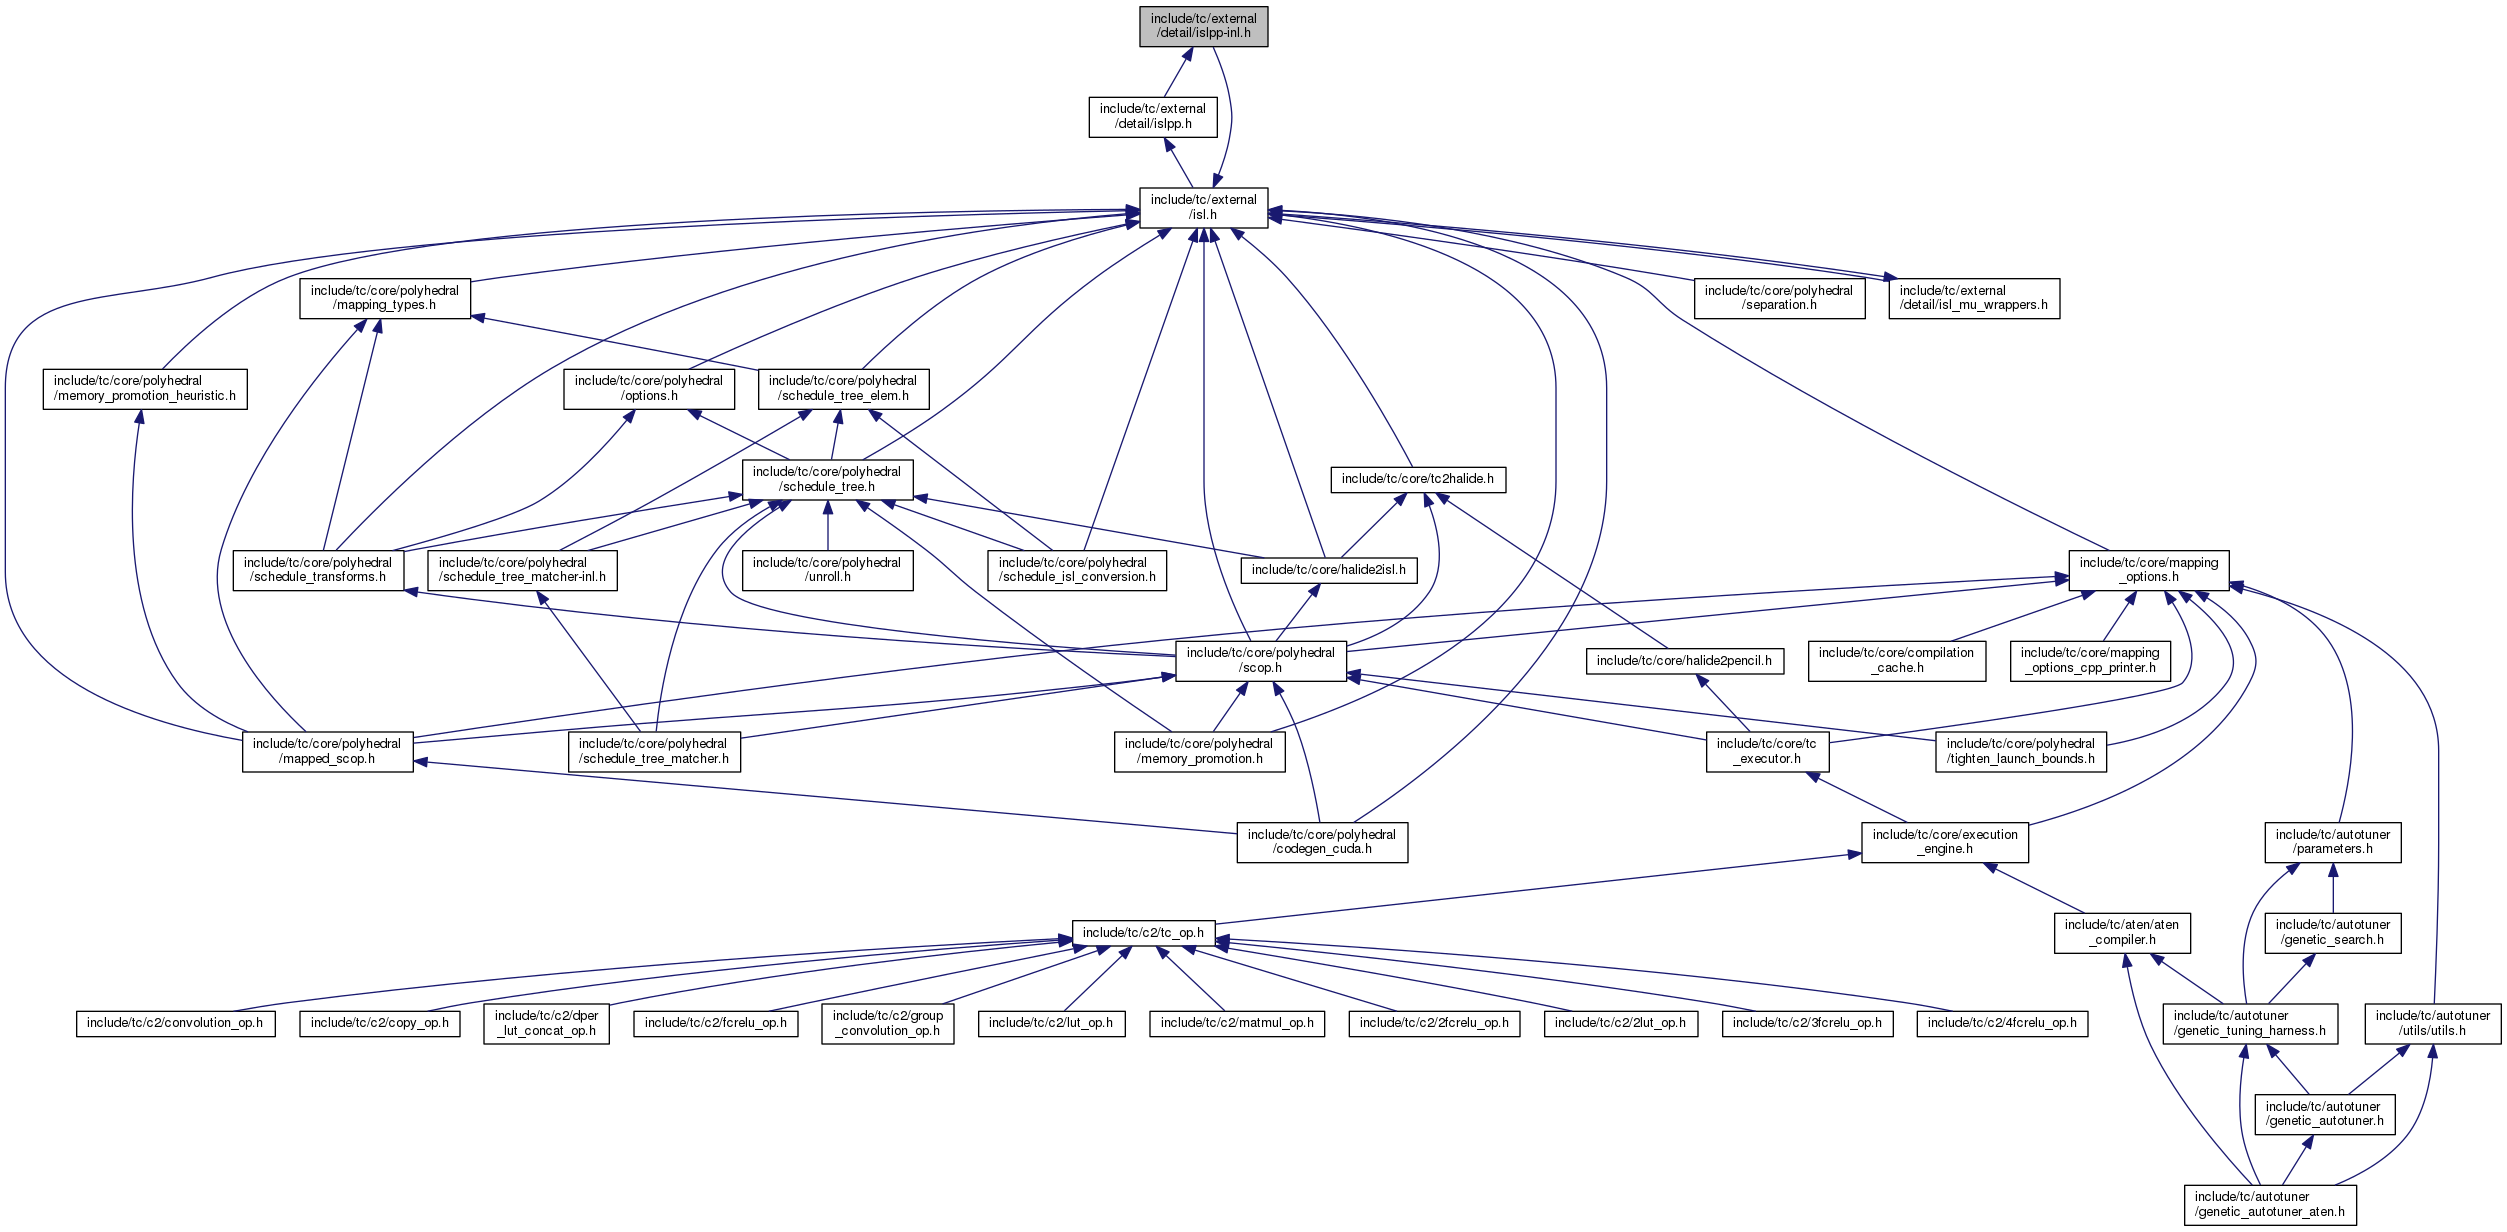 include/tc/external
/detail/islpp-inl.h
include/tc/external
/detail/islpp.h
include/tc/external
/isl.h
include/tc/core/polyhedral
/mapping_types.h
include/tc/core/polyhedral
/separation.h
include/tc/external
/detail/isl_mu_wrappers.h
include/tc/core/polyhedral
/memory_promotion_heuristic.h
include/tc/core/polyhedral
/options.h
include/tc/core/polyhedral
/schedule_tree_elem.h
include/tc/core/polyhedral
/schedule_tree.h
include/tc/core/tc2halide.h
include/tc/core/polyhedral
/schedule_transforms.h
include/tc/core/polyhedral
/schedule_tree_matcher-inl.h
include/tc/core/polyhedral
/unroll.h
include/tc/core/polyhedral
/schedule_isl_conversion.h
include/tc/core/halide2isl.h
include/tc/core/mapping
_options.h
include/tc/core/polyhedral
/scop.h
include/tc/core/halide2pencil.h
include/tc/core/compilation
_cache.h
include/tc/core/mapping
_options_cpp_printer.h
include/tc/core/polyhedral
/mapped_scop.h
include/tc/core/polyhedral
/schedule_tree_matcher.h
include/tc/core/polyhedral
/memory_promotion.h
include/tc/core/tc
_executor.h
include/tc/core/polyhedral
/tighten_launch_bounds.h
include/tc/core/polyhedral
/codegen_cuda.h
include/tc/core/execution
_engine.h
include/tc/autotuner
/parameters.h
include/tc/c2/tc_op.h
include/tc/aten/aten
_compiler.h
include/tc/autotuner
/genetic_search.h
include/tc/c2/convolution_op.h
include/tc/c2/copy_op.h
include/tc/c2/dper
_lut_concat_op.h
include/tc/c2/fcrelu_op.h
include/tc/c2/group
_convolution_op.h
include/tc/c2/lut_op.h
include/tc/c2/matmul_op.h
include/tc/c2/2fcrelu_op.h
include/tc/c2/2lut_op.h
include/tc/c2/3fcrelu_op.h
include/tc/c2/4fcrelu_op.h
include/tc/autotuner
/genetic_tuning_harness.h
include/tc/autotuner
/utils/utils.h
include/tc/autotuner
/genetic_autotuner.h
include/tc/autotuner
/genetic_autotuner_aten.h